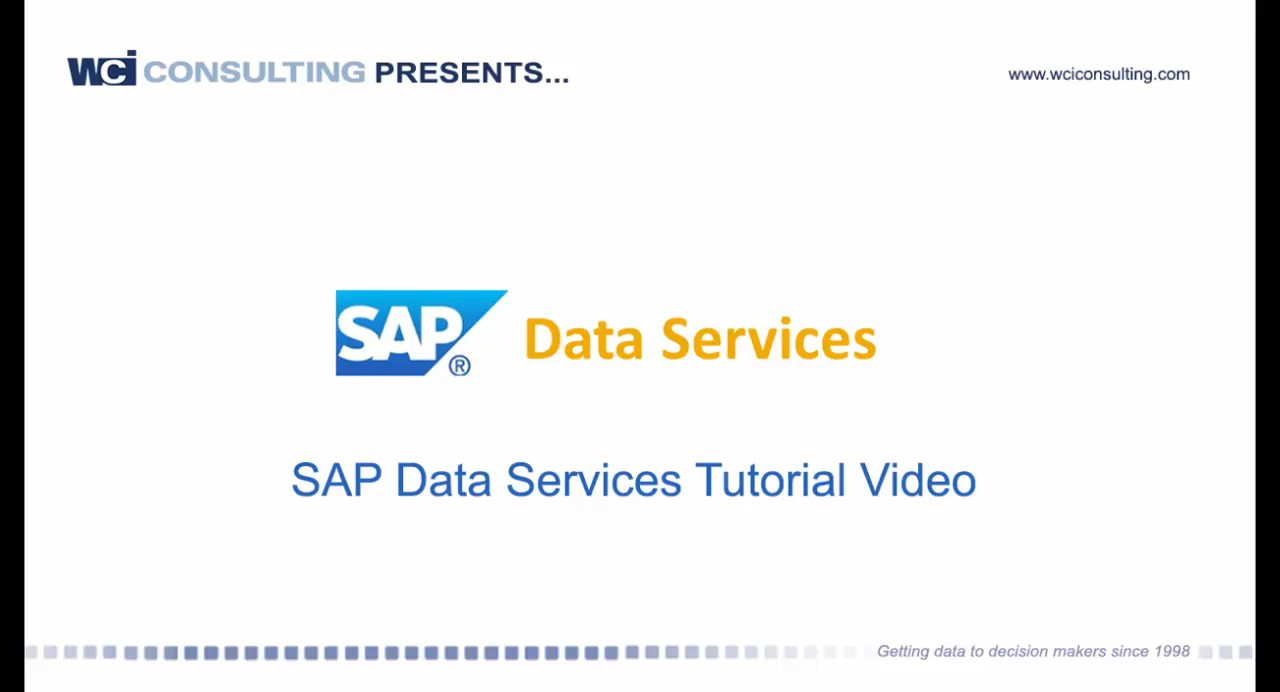 WCi CONSULTING PRESENTS...
www.wciconsulting.com
SAP® Data Services
SAP Data Services Tutorial Video
Getting data to decision makers since 1998